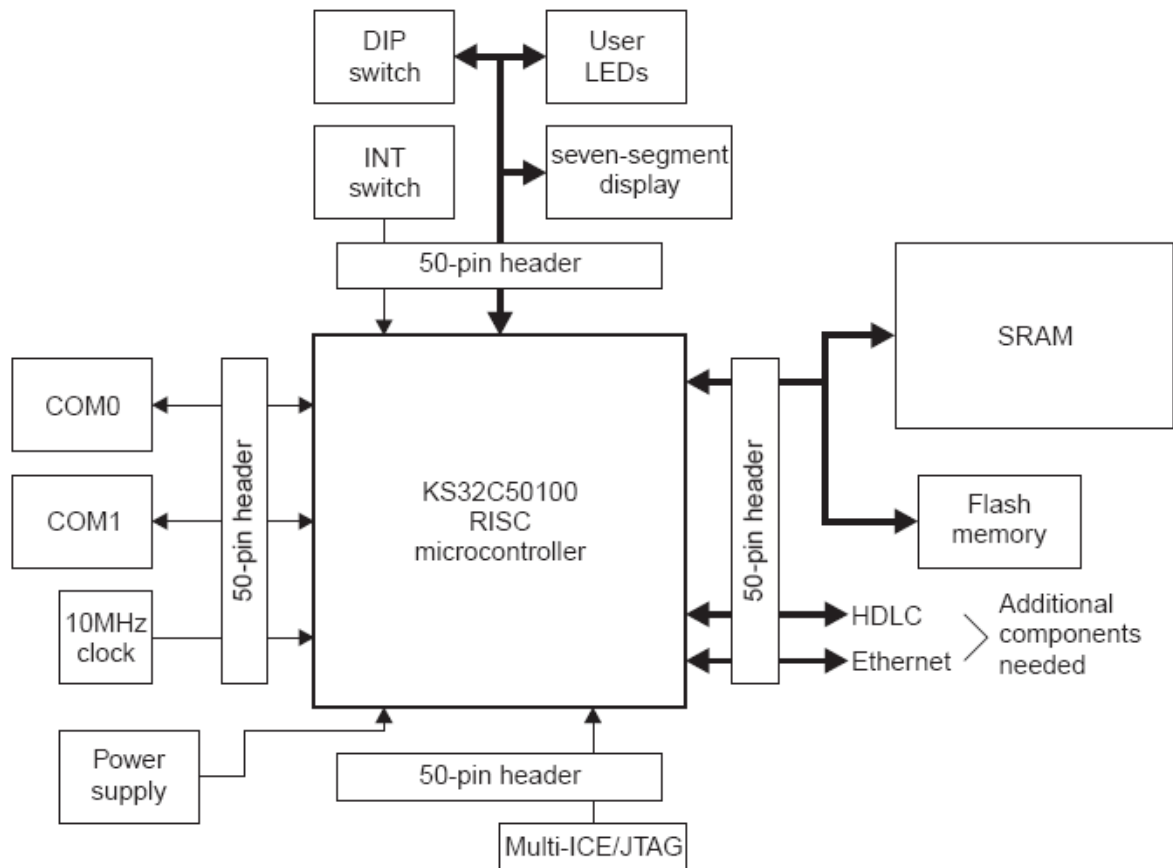 DIP
switch
User
LEDs
INT
switch
seven-segment
display
50-pin header
SRAM
COM0
COM1
10MHz
clock
50-pin header
KS32C50100
RISC
microcontroller
50-pin header
Flash
memory
HDLC
Ethernet
Additional
components
needed
Power
supply
50-pin header
Multi-ICE/JTAG